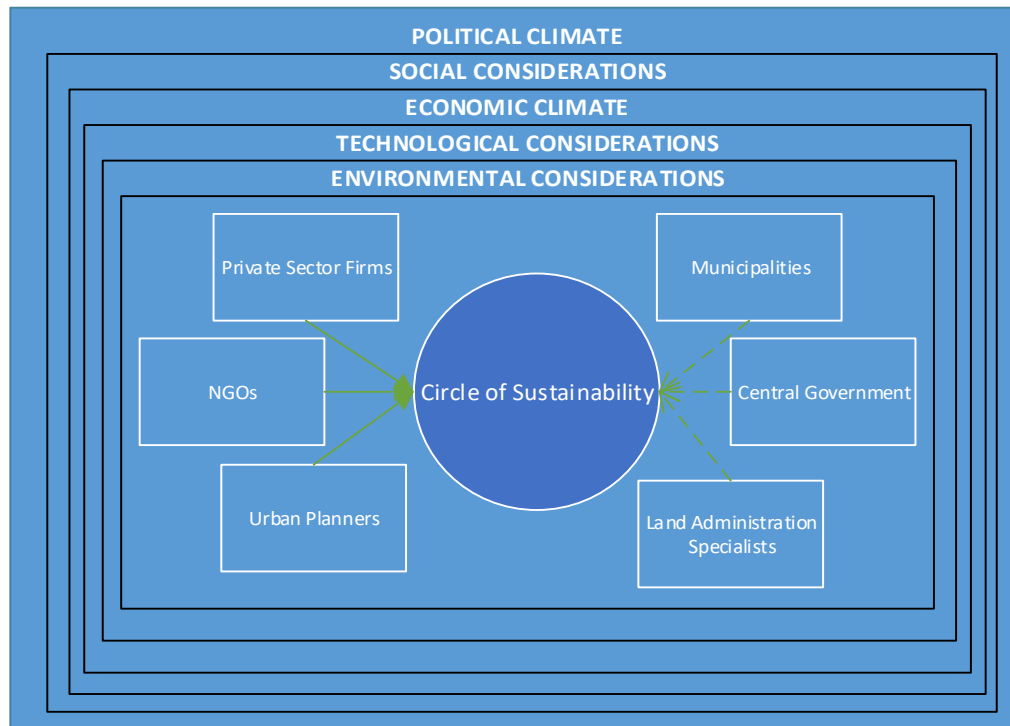 POLITICAL CLIMATE
SOCIAL CONSIDERATIONS
ECONOMIC CLIMATE
TECHNOLOGICAL CONSIDERATIONS
ENVIRONMENTAL CONSIDERATIONS
Private Sector Firms
Municipalities
NGOs
Circle of Sustainability
Central Government
Urban Planners
Land Administration
Specialists